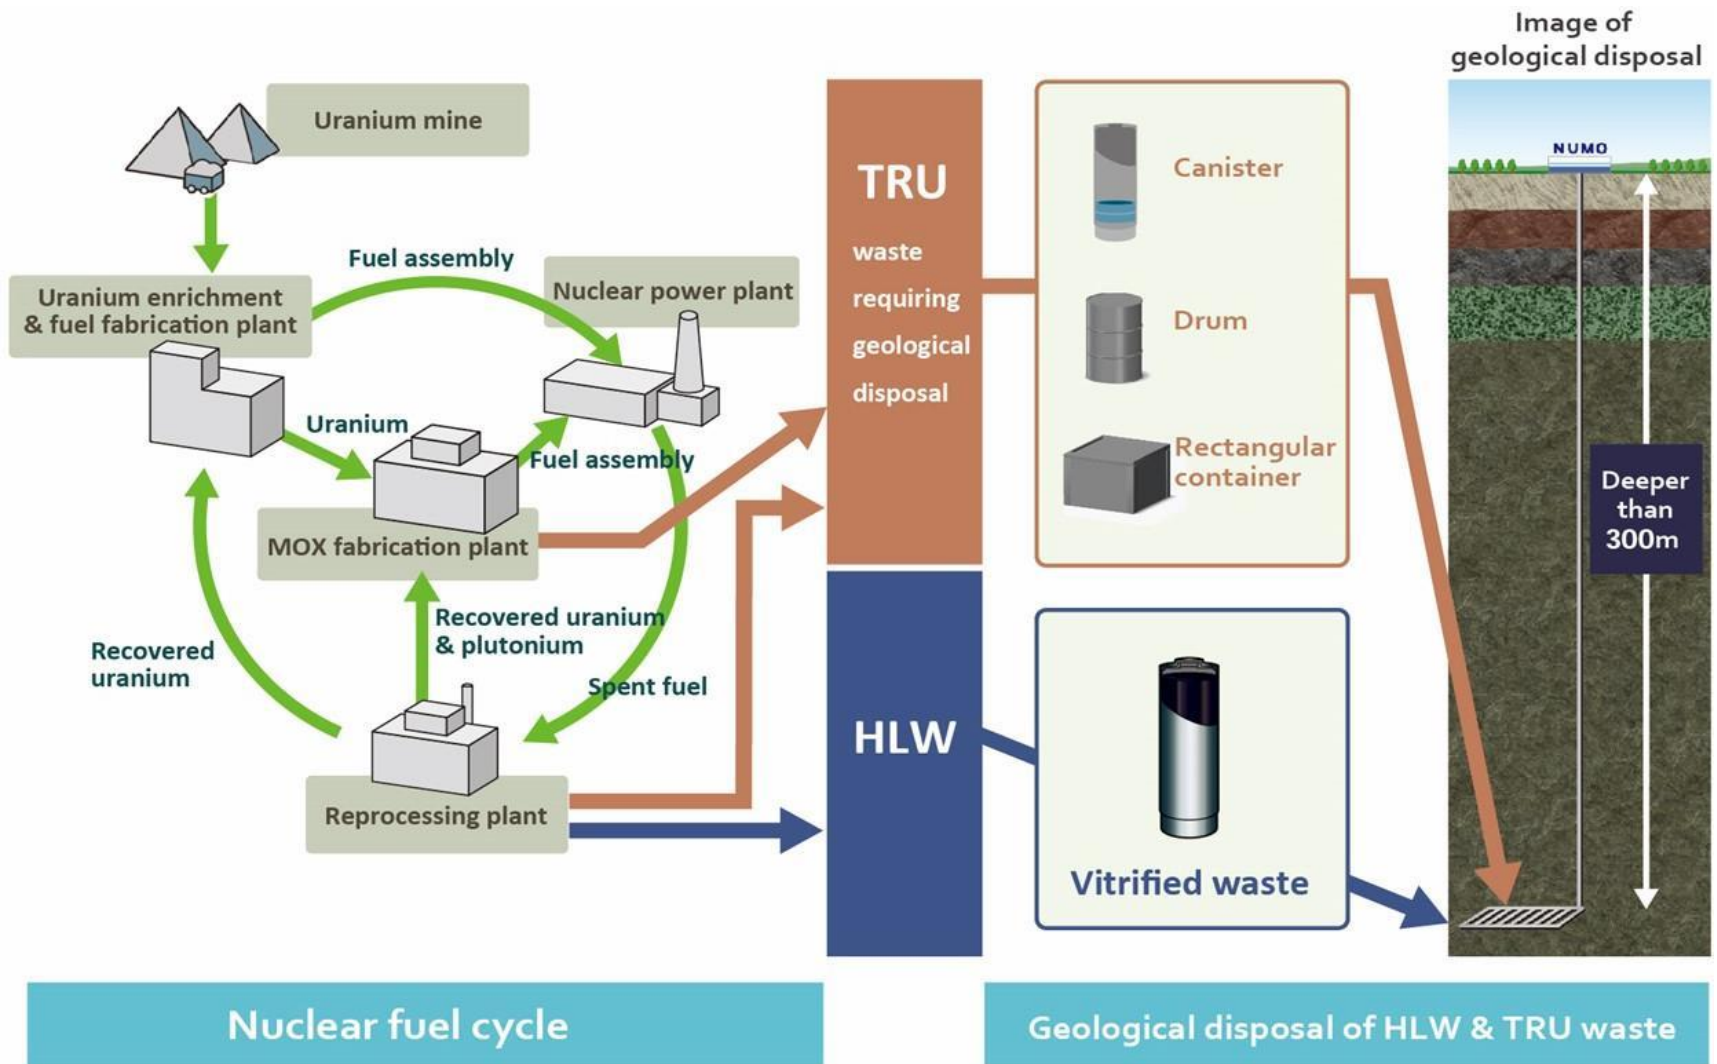 Image of
geological disposal
Uranium mine
NUMO
TRU
waste
requiring
geological
disposal
Canister
Fuel assembly
Uranium enrichment
& fuel fabrication plant
Nuclear power plant
Drum
Uranium
Fuel assembly
Rectangular
container
Deeper
than
300m
MOX fabrication plant
Recovered uranium
& plutonium
Recovered
uranium
Spent fuel
HLW
Reprocessing plant
Vitrified waste
Nuclear fuel cycle
Geological disposal of HLW & TRU waste